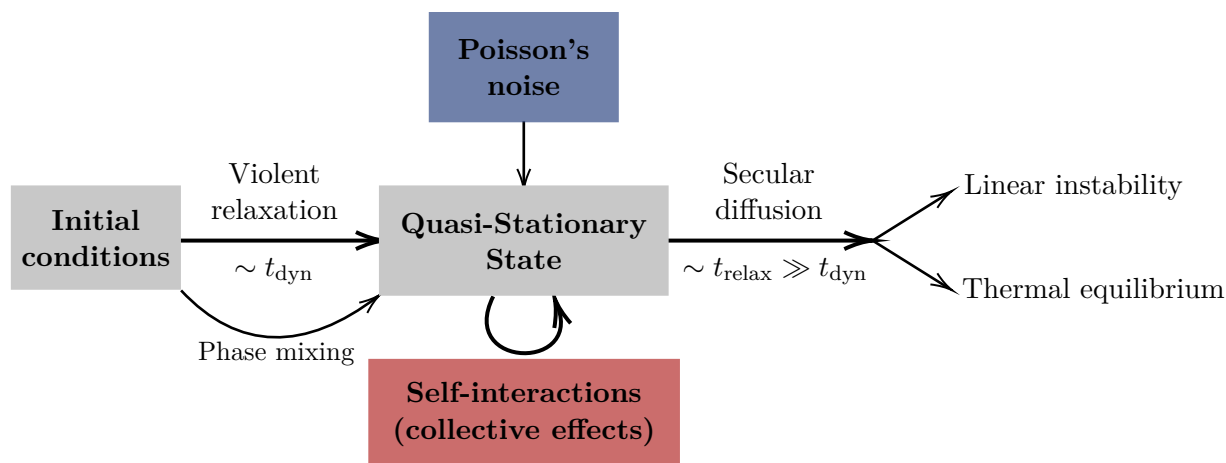 Poisson's
noise
Violent
relaxation
Secular
diffusion
Linear instability
Initial
conditions
Quasi-Stationary
State
∼ t_dyn
∼ t_relax ≫ t_dyn
Thermal equilibrium
Phase mixing
Self-interactions
(collective effects)